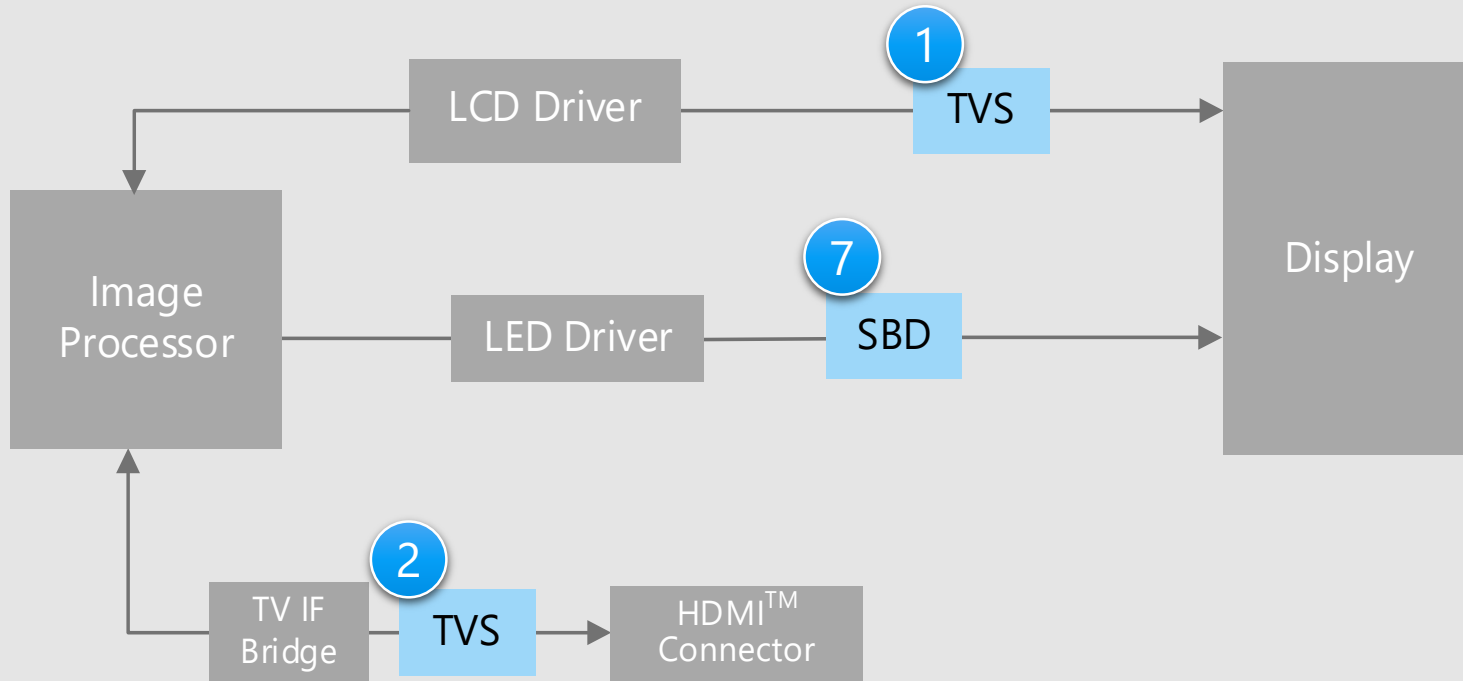 1
LCD Driver
TVS
7
Image
Processor
LED Driver
SBD
Display
2
TV IF
Bridge
TVS
HDMI™
Connector